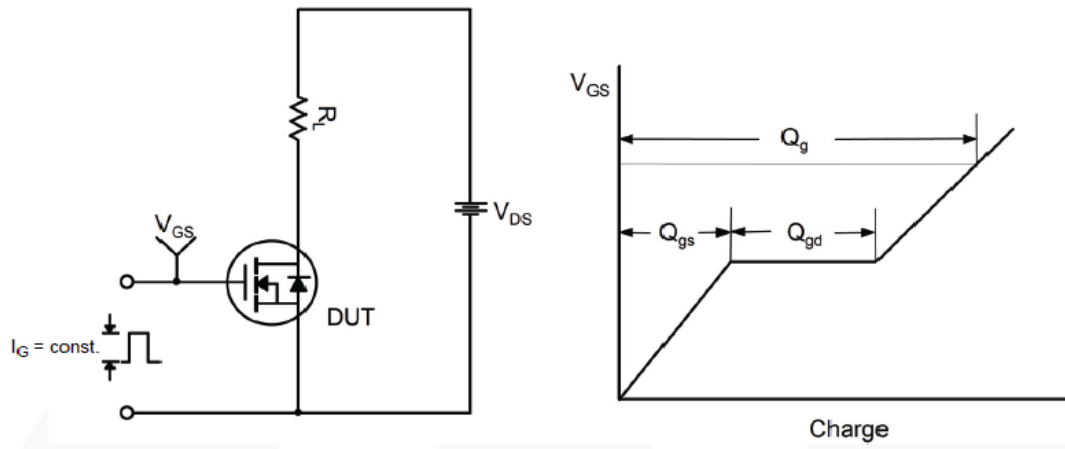 R_L
V_GS
V_DS
DUT
I_G = const.
V_GS
Q_g
Q_gs
Q_gd
Charge